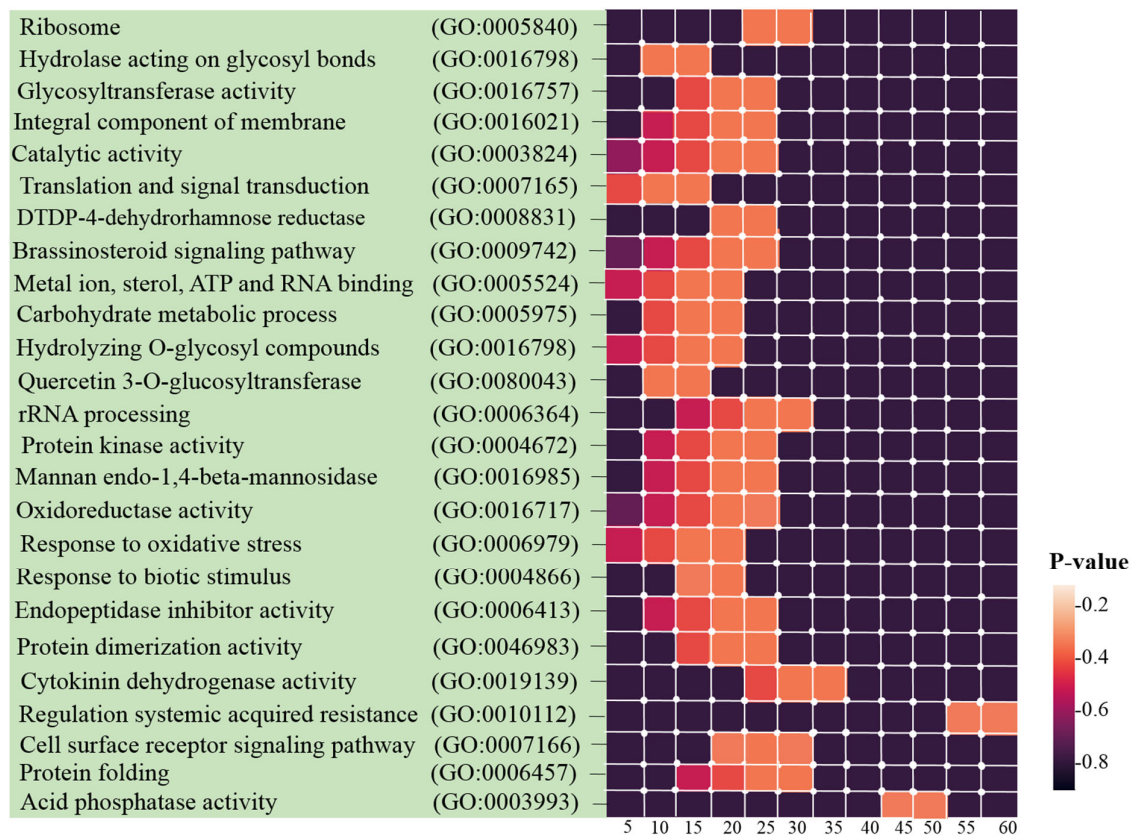 Ribosome (GO:0005840)
Hydrolase acting on glycosyl bonds (GO:0016798)
Glycosyltransferase activity (GO:0016757)
Integral component of membrane (GO:0016021)
Catalytic activity (GO:0003824)
Translation and signal transduction (GO:0007165)
DTDP-4-dehydrorhamnose reductase (GO:0008831)
Brassinosteroid signaling pathway (GO:0009742)
Metal ion, sterol, ATP and RNA binding (GO:0005524)
Carbohydrate metabolic process (GO:0005975)
Hydrolyzing O-glycosyl compounds (GO:0016798)
Quercetin 3-O-glucosyltransferase (GO:0080043)
rRNA processing (GO:0006364)
Protein kinase activity (GO:0004672)
Mannan endo-1,4-beta-mannosidase (GO:0016985)
Oxidoreductase activity (GO:0016717)
Response to oxidative stress (GO:0006979)
Response to biotic stimulus (GO:0004866)
Endopeptidase inhibitor activity (GO:0006413)
Protein dimerization activity (GO:0046983)
Cytokinin dehydrogenase activity (GO:0019139)
Regulation systemic acquired resistance (GO:0010112)
Cell surface receptor signaling pathway (GO:0007166)
Protein folding (GO:0006457)
Acid phosphatase activity (GO:0003993)
5 10 15 20 25 30 35 40 45 50 55 60
P-value
-0.2
-0.4
-0.6
-0.8